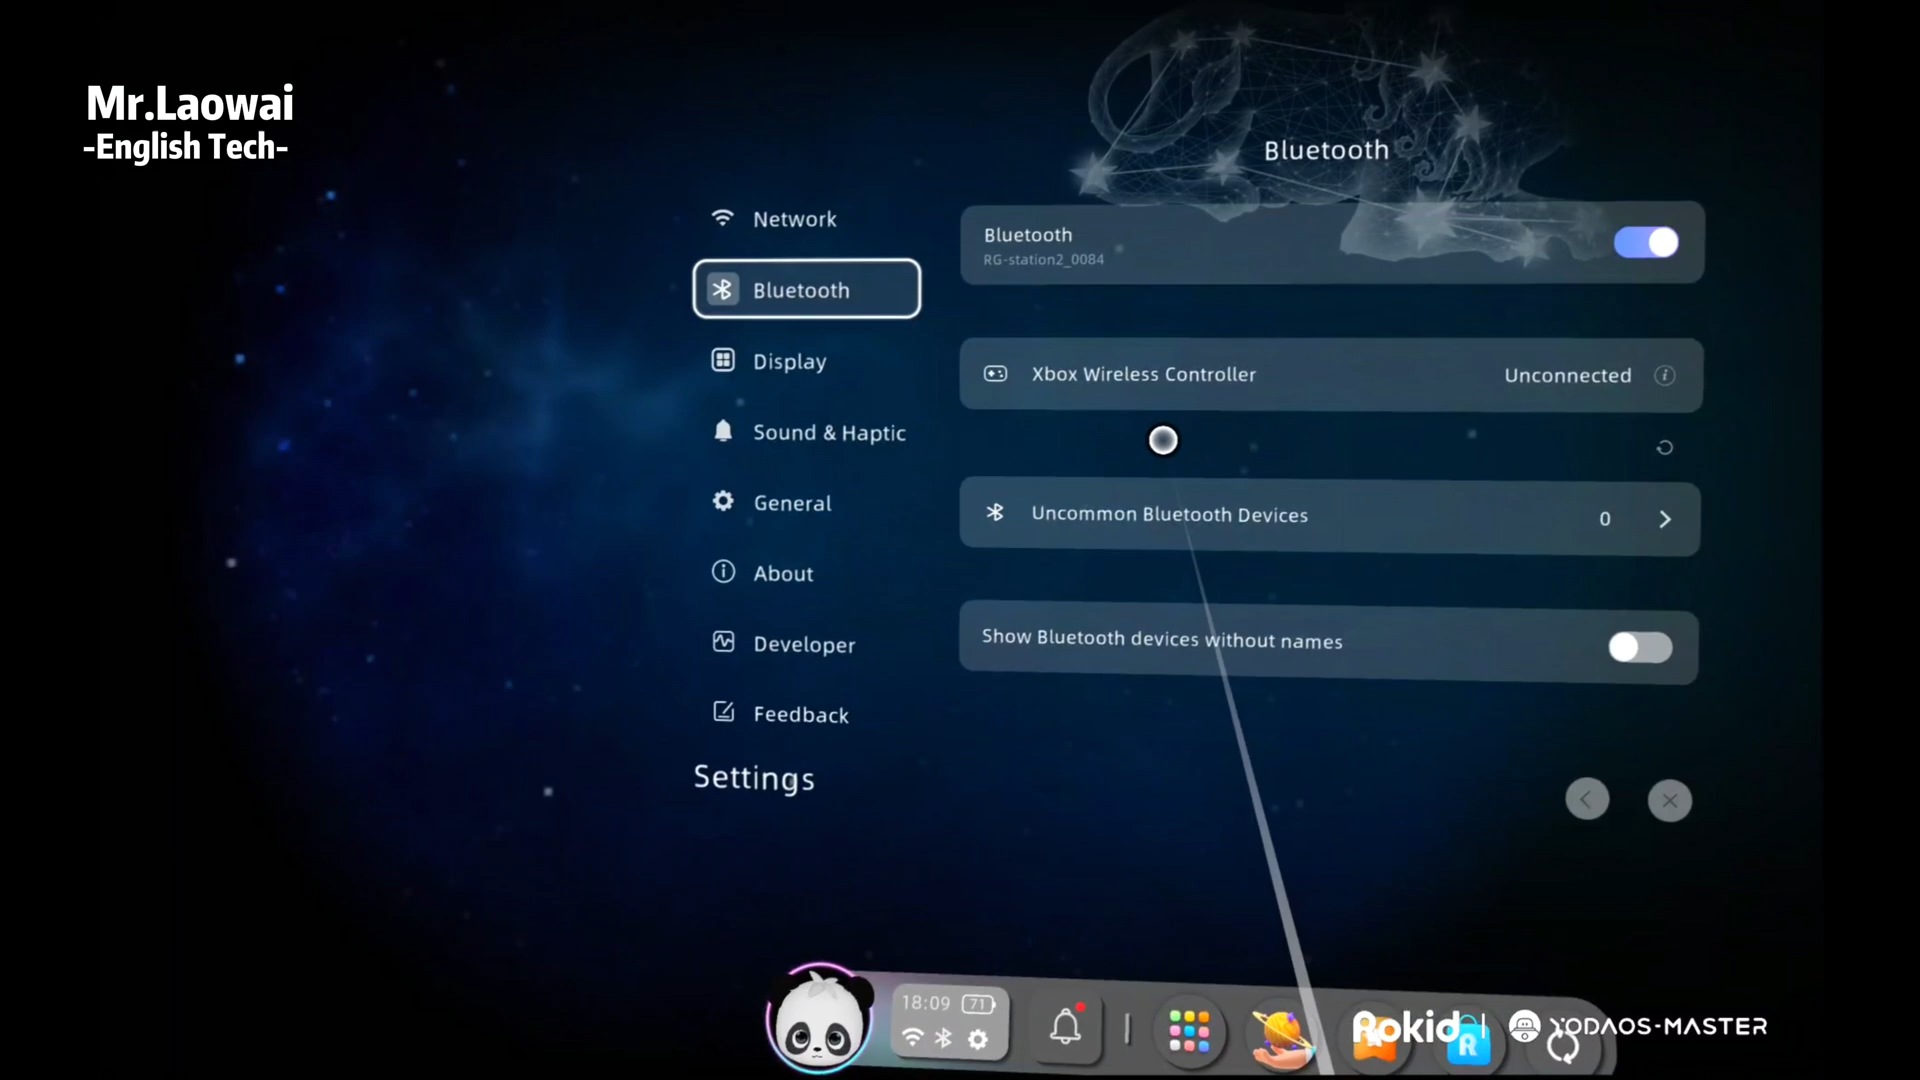 Mr.Laowai
-English Tech-
Bluetooth
Network
Bluetooth
Display
Sound & Haptic
General
About
Developer
Feedback
Settings
Bluetooth
RG-station2_0084
Xbox Wireless Controller
Unconnected
Uncommon Bluetooth Devices
0
Show Bluetooth devices without names
18:09
71
R
Rokid
YODAOS-MASTER